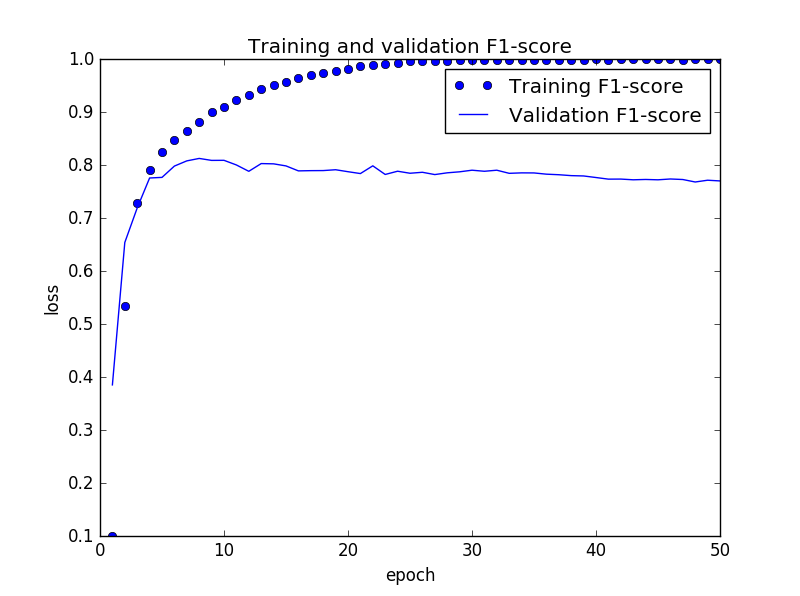 Training and validation F1-score
1.0
0.9
0.8
0.7
0.6
0.5
0.4
0.3
0.2
0.1
loss
Training F1-score
Validation F1-score
0 10 20 30 40 50
epoch